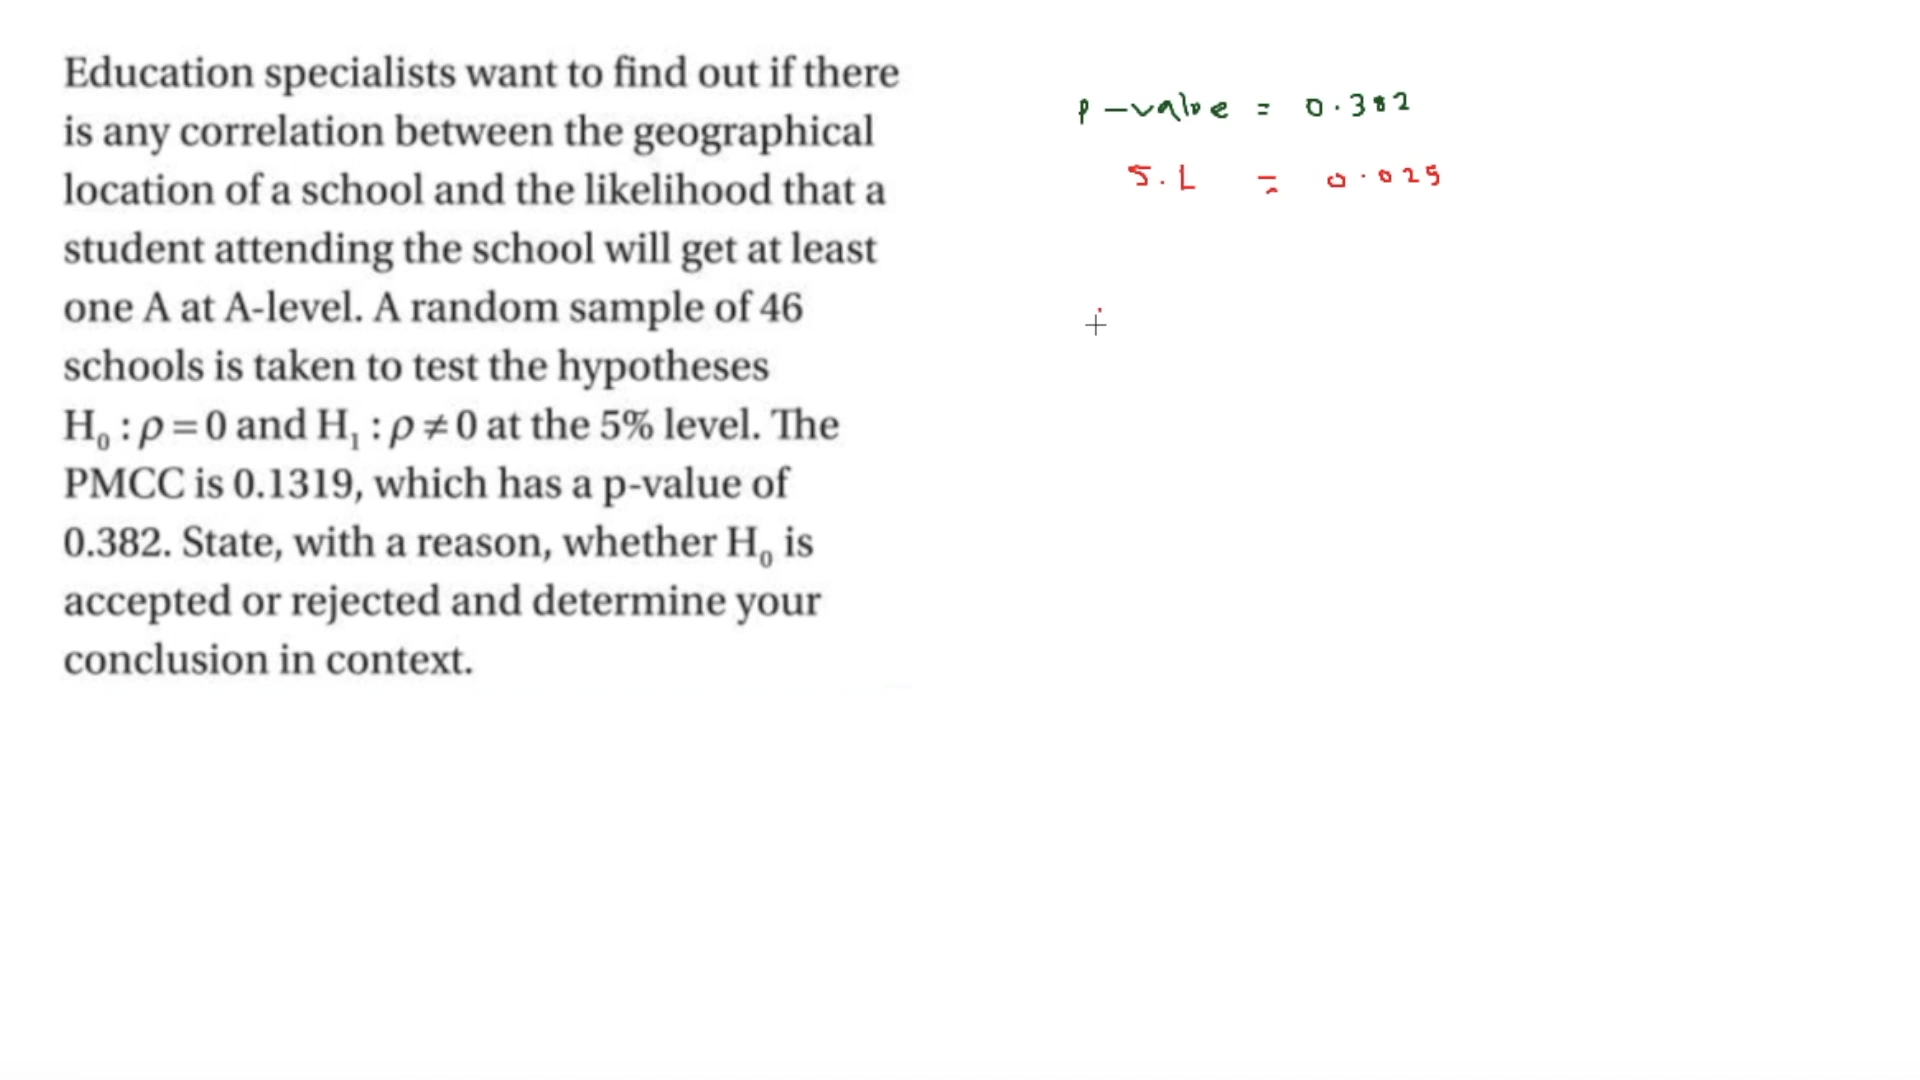 Education specialists want to find out if there
is any correlation between the geographical
location of a school and the likelihood that a
student attending the school will get at least
one A at A-level. A random sample of 46
schools is taken to test the hypotheses
H₀ : ρ = 0 and H₁ : ρ ≠ 0 at the 5% level. The
PMCC is 0.1319, which has a p-value of
0.382. State, with a reason, whether H₀ is
accepted or rejected and determine your
conclusion in context.
p-value = 0.382
S.L = 0.025